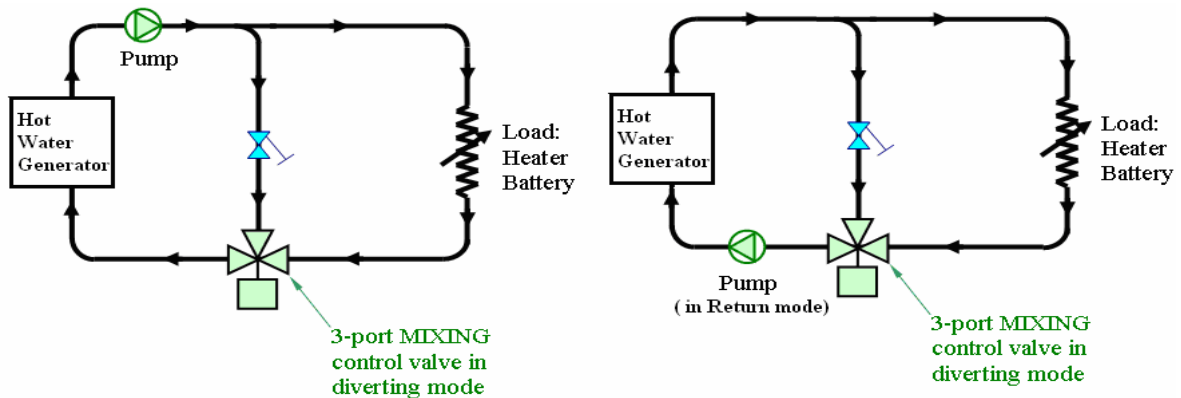 Pump
Hot
Water
Generator
Load:
Heater
Battery
3-port MIXING
control valve in
diverting mode
Hot
Water
Generator
Load:
Heater
Battery
Pump
( in Return mode)
3-port MIXING
control valve in
diverting mode